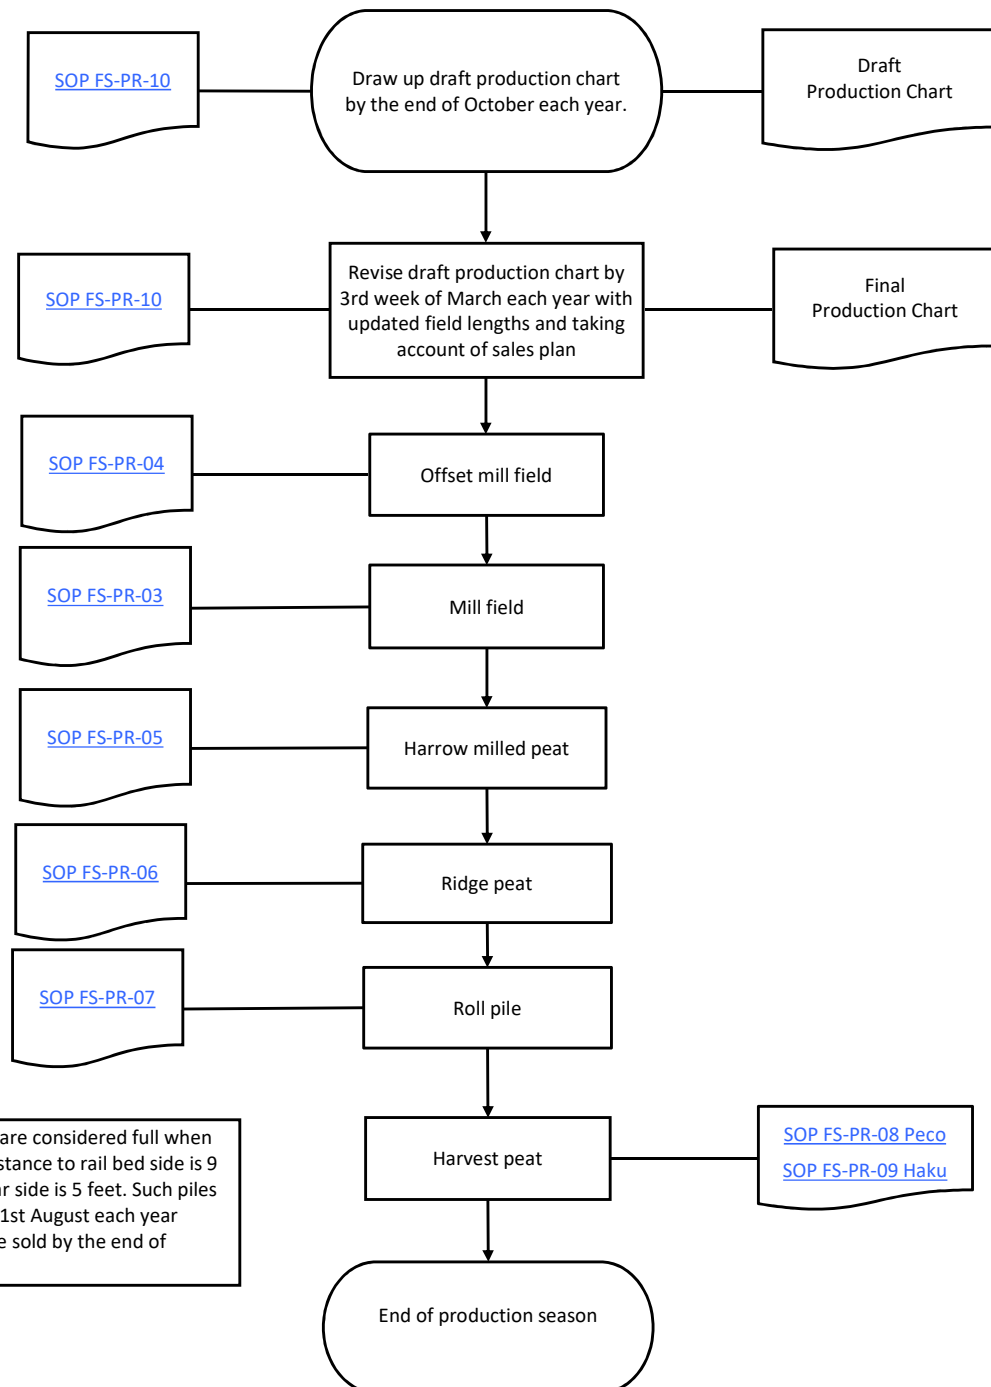 SOP FS-PR-10
Draw up draft production chart
by the end of October each year.
Draft
Production Chart
SOP FS-PR-10
Revise draft production chart by
3rd week of March each year with
updated field lengths and taking
account of sales plan
Final
Production Chart
SOP FS-PR-04
Offset mill field
SOP FS-PR-03
Mill field
SOP FS-PR-05
Harrow milled peat
SOP FS-PR-06
Ridge peat
SOP FS-PR-07
Roll pile
are considered full when
to rail bed side is 9
side is 5 feet. Such piles
1st August each year
sold by the end of
Harvest peat
SOP FS-PR-08 Peco
SOP FS-PR-09 Haku
End of production season